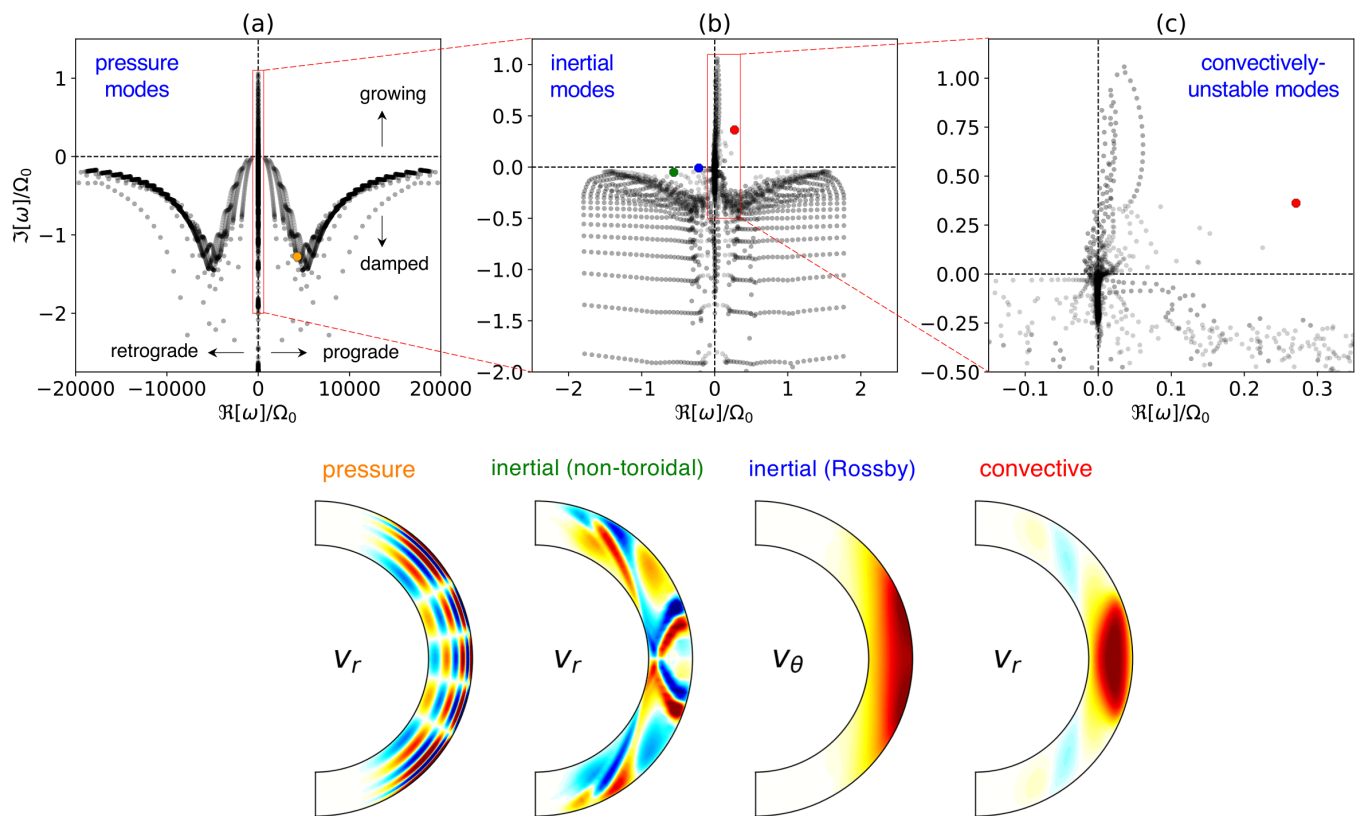 (a)
(b)
(c)
pressure
modes
growing
damped
retrograde
prograde
ℑ[ω]/Ω₀
1
0
−1
−2
−20000
−10000
0
10000
20000
ℜ[ω]/Ω₀
inertial
modes
1.0
0.5
0.0
−0.5
−1.0
−1.5
−2.0
−2
−1
0
1
2
ℜ[ω]/Ω₀
convectively-
unstable modes
1.00
0.75
0.50
0.25
0.00
−0.25
−0.50
−0.1
0.0
0.1
0.2
0.3
ℜ[ω]/Ω₀
pressure
inertial (non-toroidal)
inertial (Rossby)
convective
v_r
v_r
v_θ
v_r